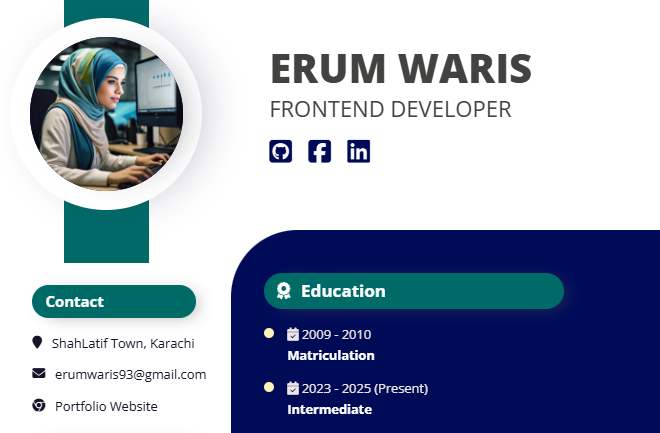 ERUM WARIS
FRONTEND DEVELOPER
Contact
ShahLatif Town, Karachi
erumwaris93@gmail.com
Portfolio Website
Education
2009 - 2010
Matriculation
2023 - 2025 (Present)
Intermediate